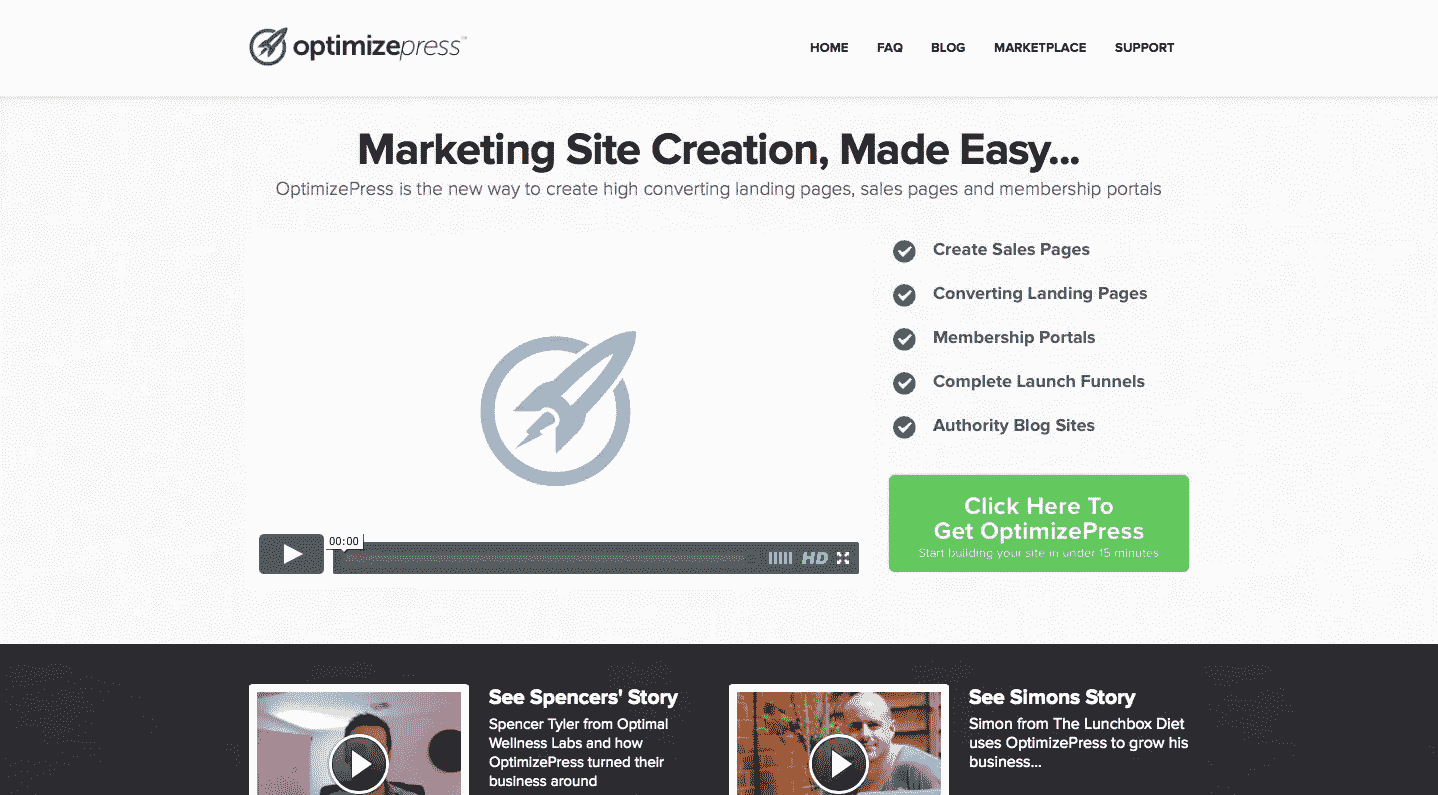 optimizepress™
HOME FAQ BLOG MARKETPLACE SUPPORT
Marketing Site Creation, Made Easy...
OptimizePress is the new way to create high converting landing pages, sales pages and membership portals
Create Sales Pages
Converting Landing Pages
Membership Portals
Complete Launch Funnels
Authority Blog Sites
Click Here To
Get OptimizePress
Start building your site in under 15 minutes
00:00
HD
See Spencers' Story
Spencer Tyler from Optimal
Wellness Labs and how
OptimizePress turned their
business around
See Simons Story
Simon from The Lunchbox Diet
uses OptimizePress to grow his
business...